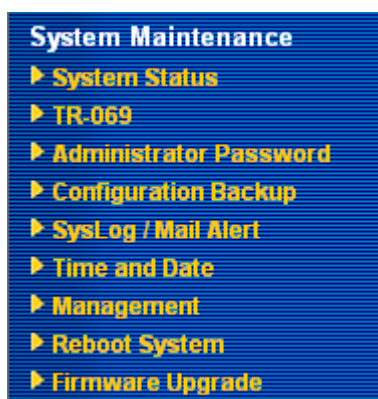 System Maintenance
System Status
TR-069
Administrator Password
Configuration Backup
SysLog / Mail Alert
Time and Date
Management
Reboot System
Firmware Upgrade